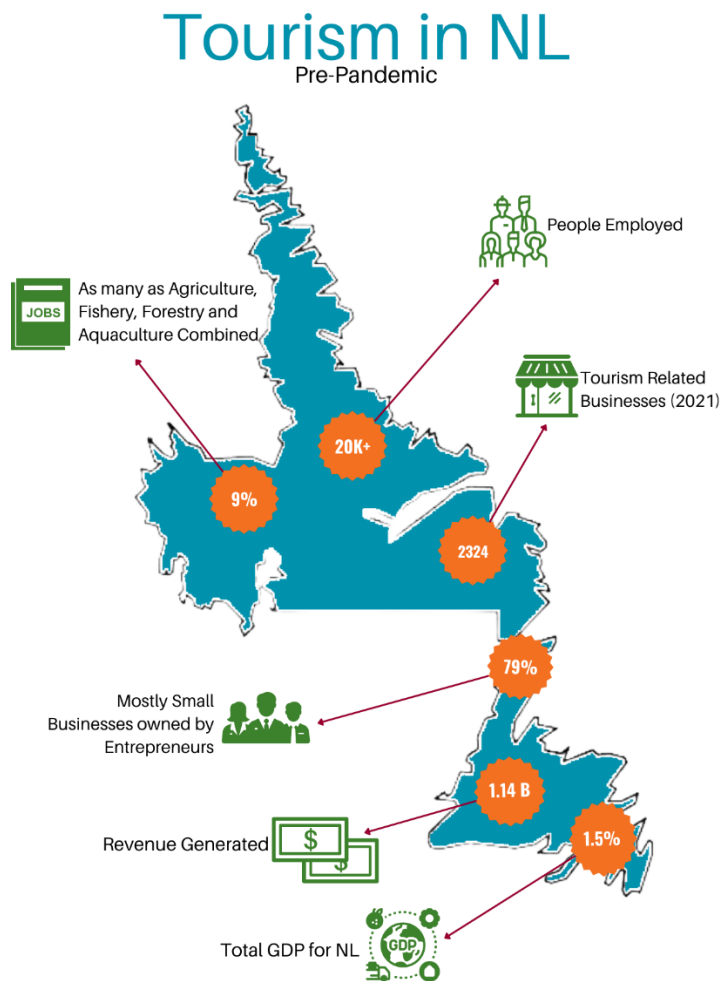 Tourism in NL
Pre-Pandemic
People Employed
As many as Agriculture,
Fishery, Forestry and
Aquaculture Combined
JOBS
Tourism Related
Businesses (2021)
20K+
9%
2324
79%
Mostly Small
Businesses owned by
Entrepreneurs
1.14 B
Revenue Generated
$
$
1.5%
Total GDP for NL
GDP